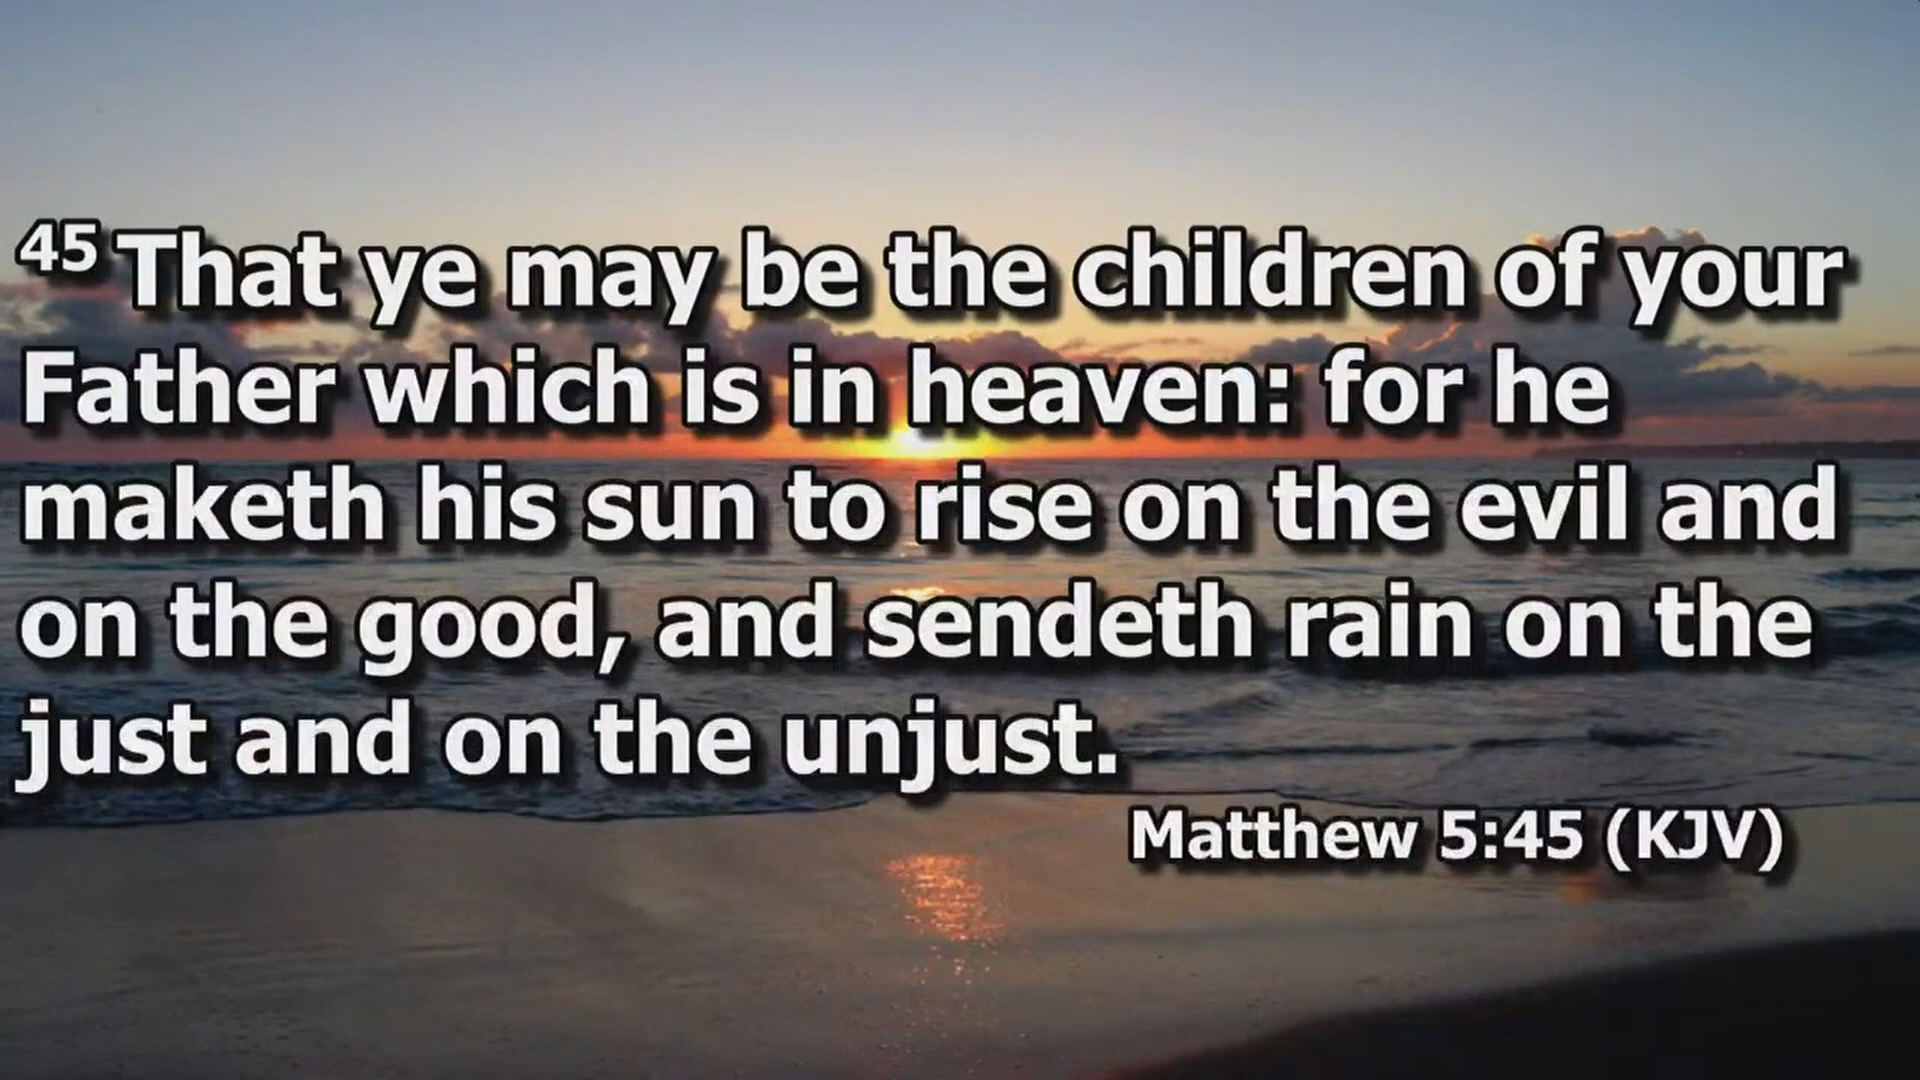 45 That ye may be the children of your
Father which is in heaven: for he
maketh his sun to rise on the evil and
on the good, and sendeth rain on the
just and on the unjust.
Matthew 5:45 (KJV)